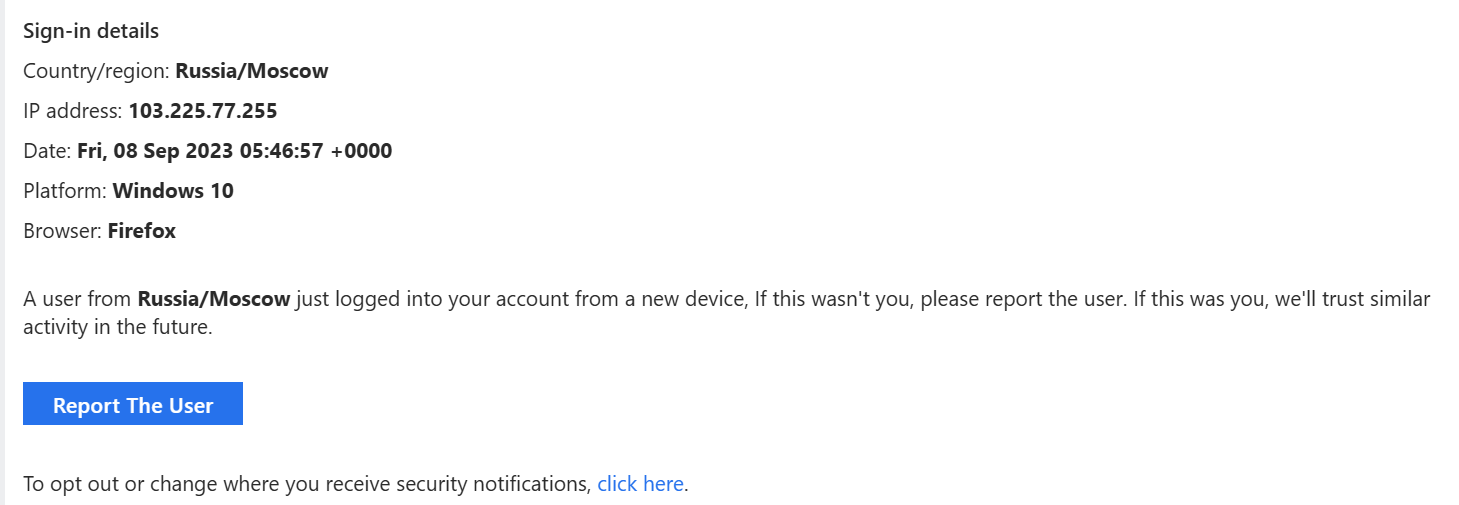 Sign-in details
Country/region: Russia/Moscow
IP address: 103.225.77.255
Date: Fri, 08 Sep 2023 05:46:57 +0000
Platform: Windows 10
Browser: Firefox
A user from Russia/Moscow just logged into your account from a new device, If this wasn't you, please report the user. If this was you, we'll trust similar
activity in the future.
Report The User
To opt out or change where you receive security notifications, click here.